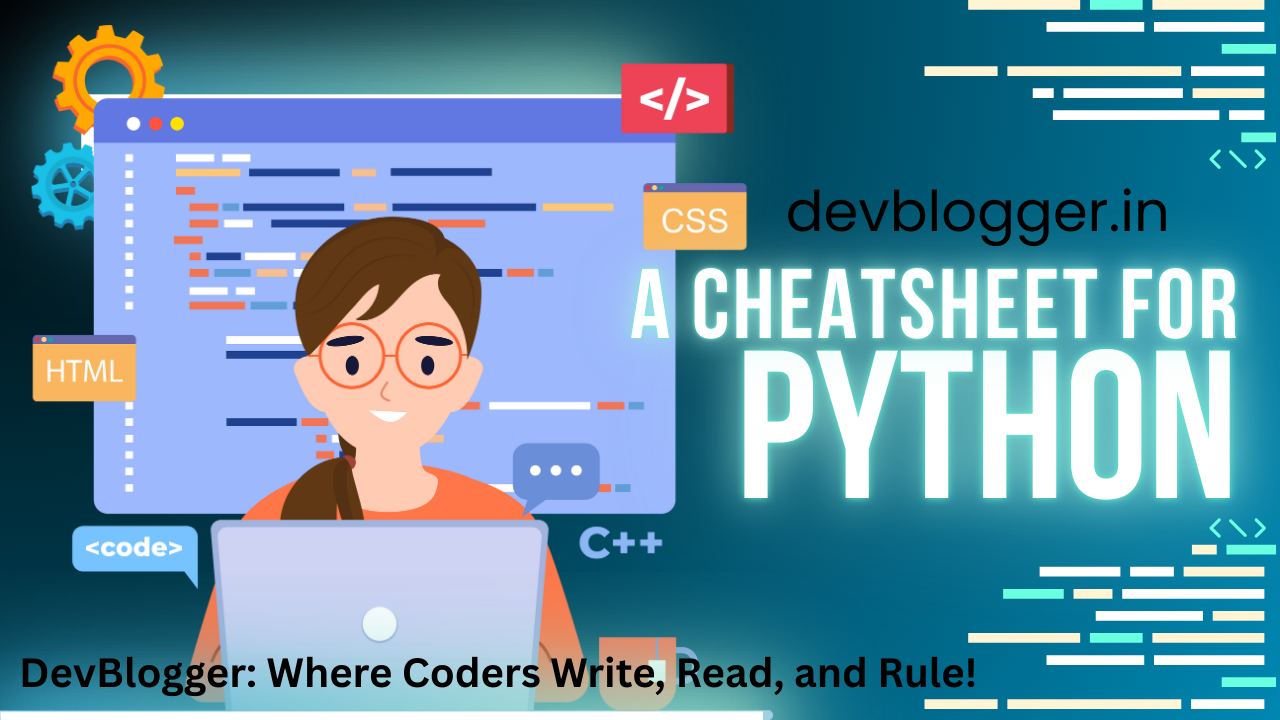 </>
CSS
devblogger.in
A CHEATSHEET FOR
PYTHON
HTML
<code>
C++
DevBlogger: Where Coders Write, Read, and Rule!